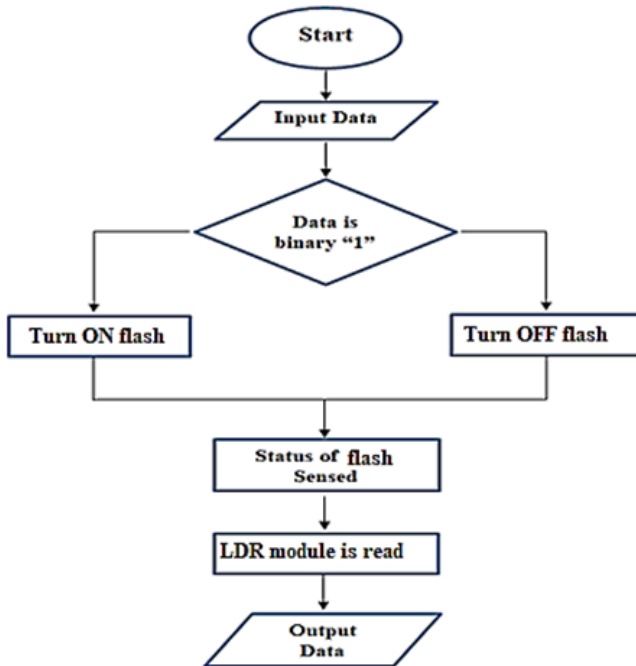 Start
Input Data
Data is
binary “1”
Turn ON flash
Turn OFF flash
Status of flash
Sensed
LDR module is read
Output
Data